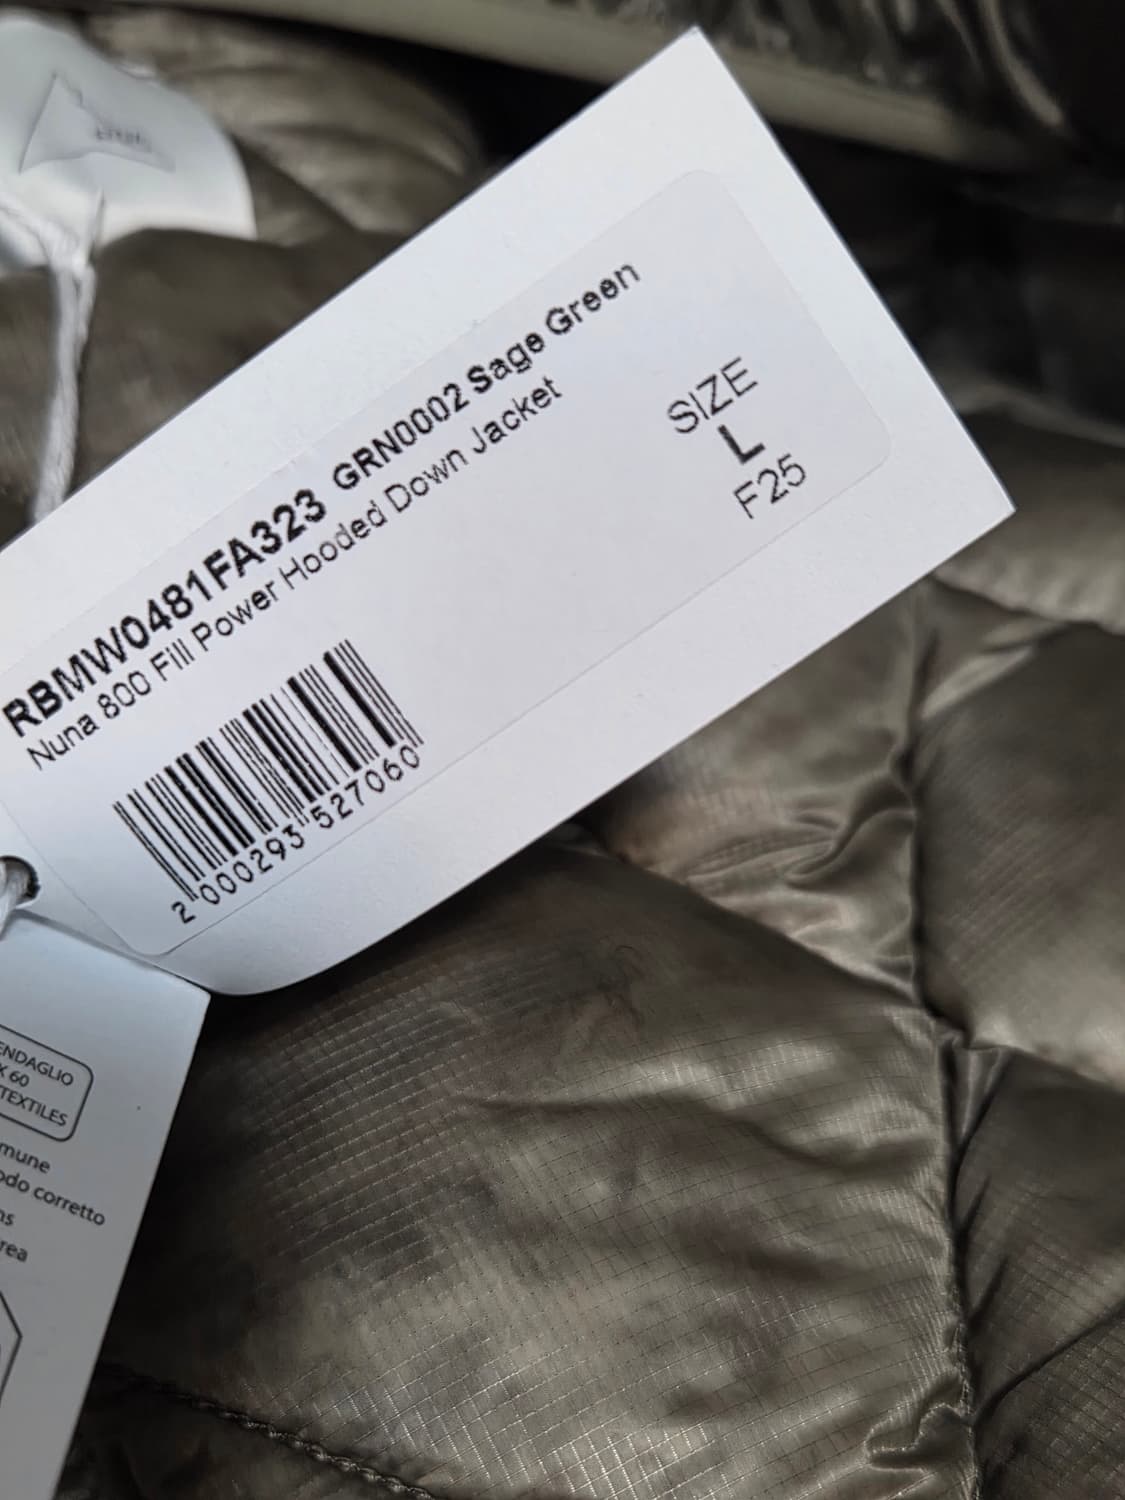 RBMW0481FA323 GRN0002 Sage Green
Nuna 800 Fill Power Hooded Down Jacket
SIZE
L
F25
2 000293 527060
ENDAGLIO
X 60
TEXTILES
mune
odo corretto
ns
rea